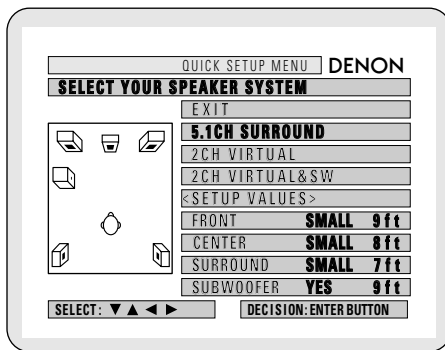 QUICK SETUP MENU DENON
SELECT YOUR SPEAKER SYSTEM
EXIT
5.1CH SURROUND
2CH VIRTUAL
2CH VIRTUAL&SW
<SETUP VALUES>
FRONT SMALL 9ft
CENTER SMALL 8ft
SURROUND SMALL 7ft
SUBWOOFER YES 9ft
SELECT: ▼ ▲ ◄ ► DECISION: ENTER BUTTON